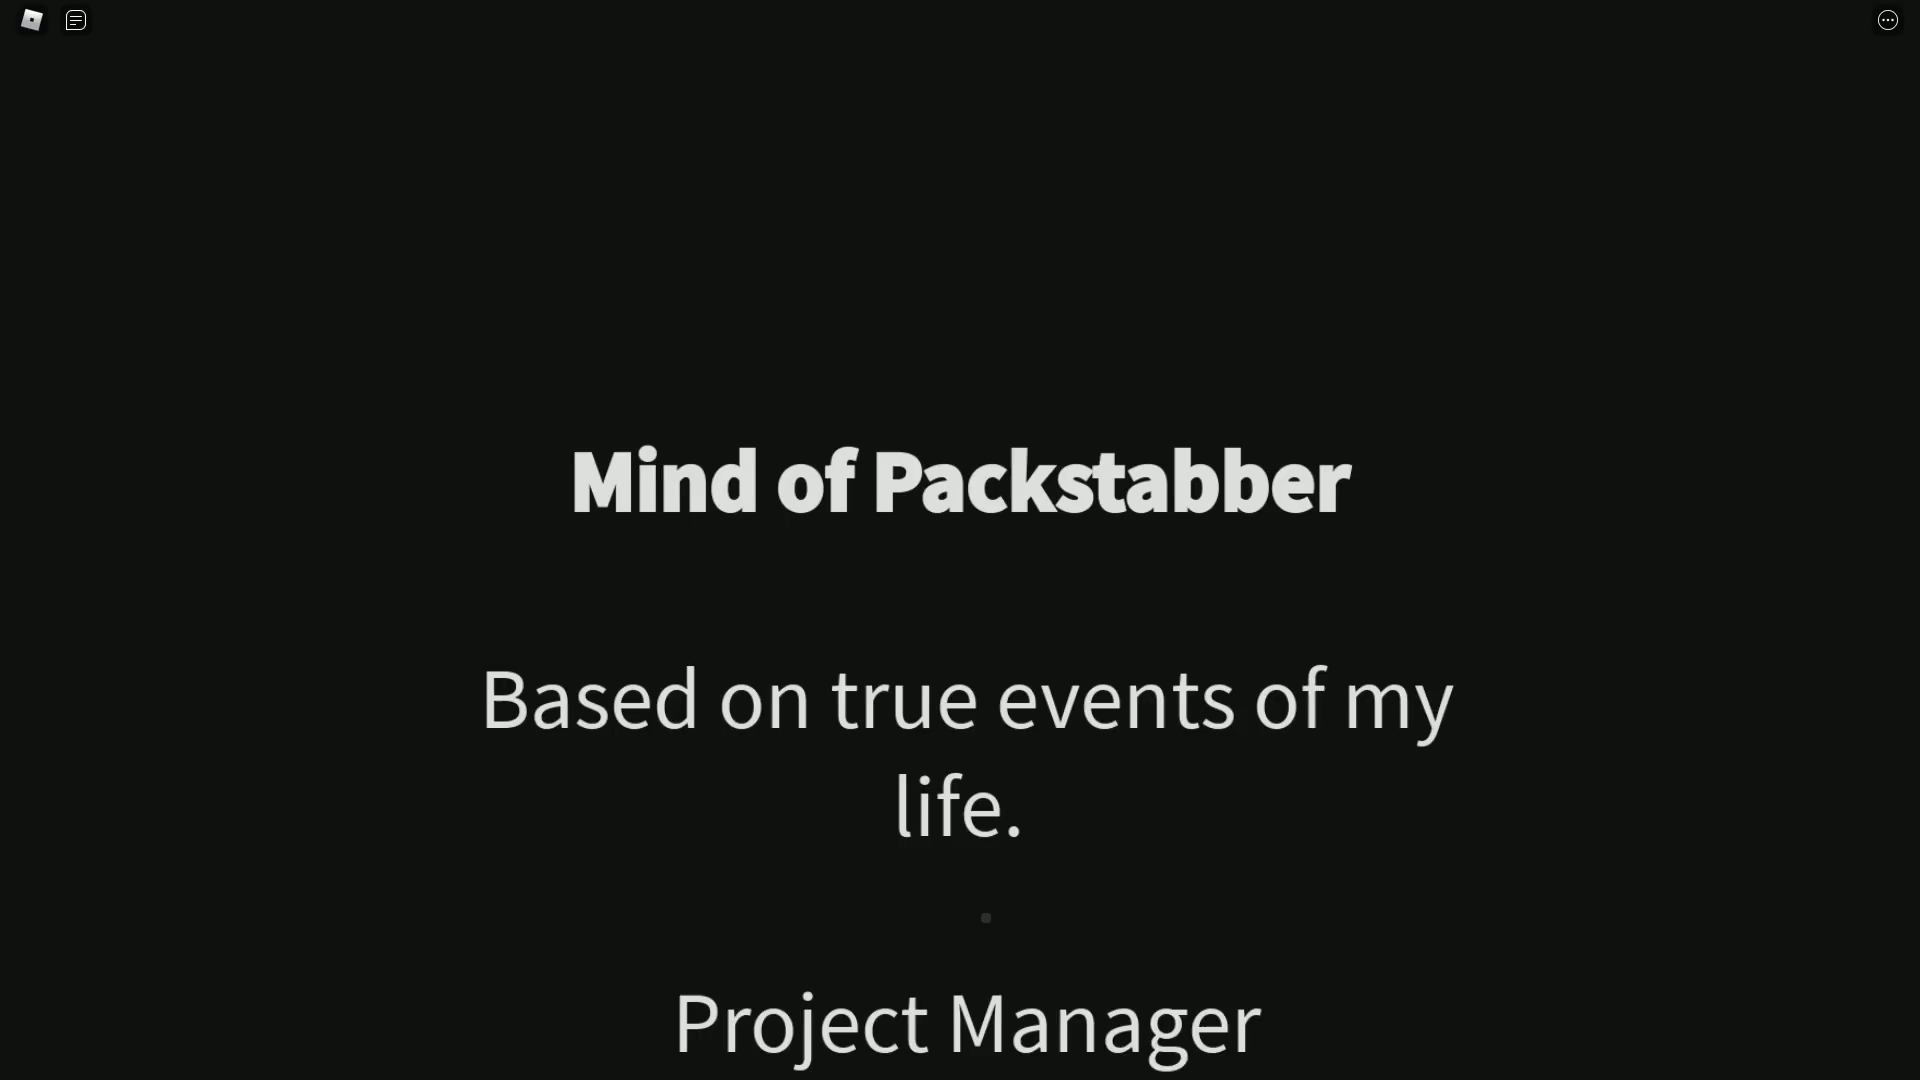 Mind of Packstabber
Based on true events of my
life.
Project Manager